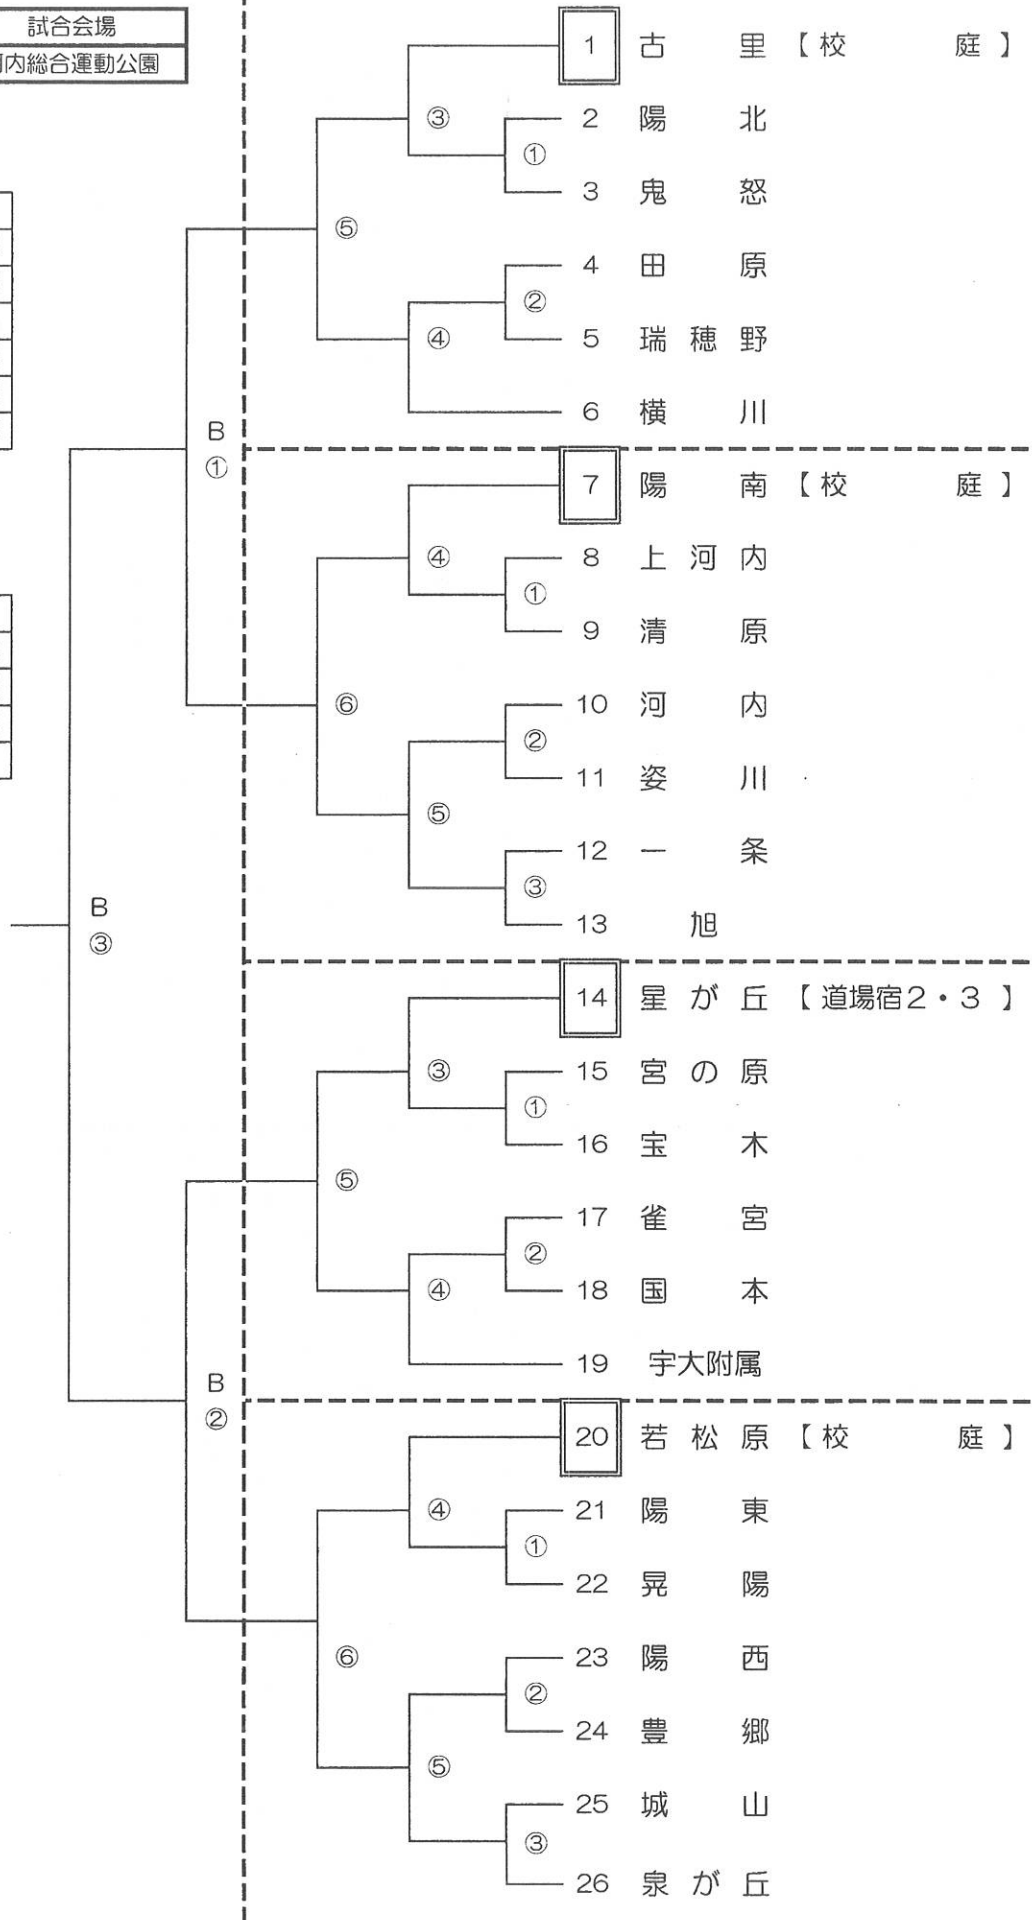 試合会場
内総合運動公園
1 古里【校庭】
③
2 陽北
①
3 鬼怒
⑤
4 田原
②
5 瑞穂野
④
6 横川
B
①
7 陽南【校庭】
④
8 上河内
①
9 清原
⑥
10 河内
②
11 姿川
⑤
12 一条
③
13 旭
B
③
14 星が丘【道場宿2・3】
③
15 宮の原
①
16 宝木
⑤
17 雀宮
②
18 国本
④
19 宇大附属
B
②
20 若松原【校庭】
④
21 陽東
①
22 晃陽
⑥
23 陽西
②
24 豊郷
⑤
25 城山
③
26 泉が丘